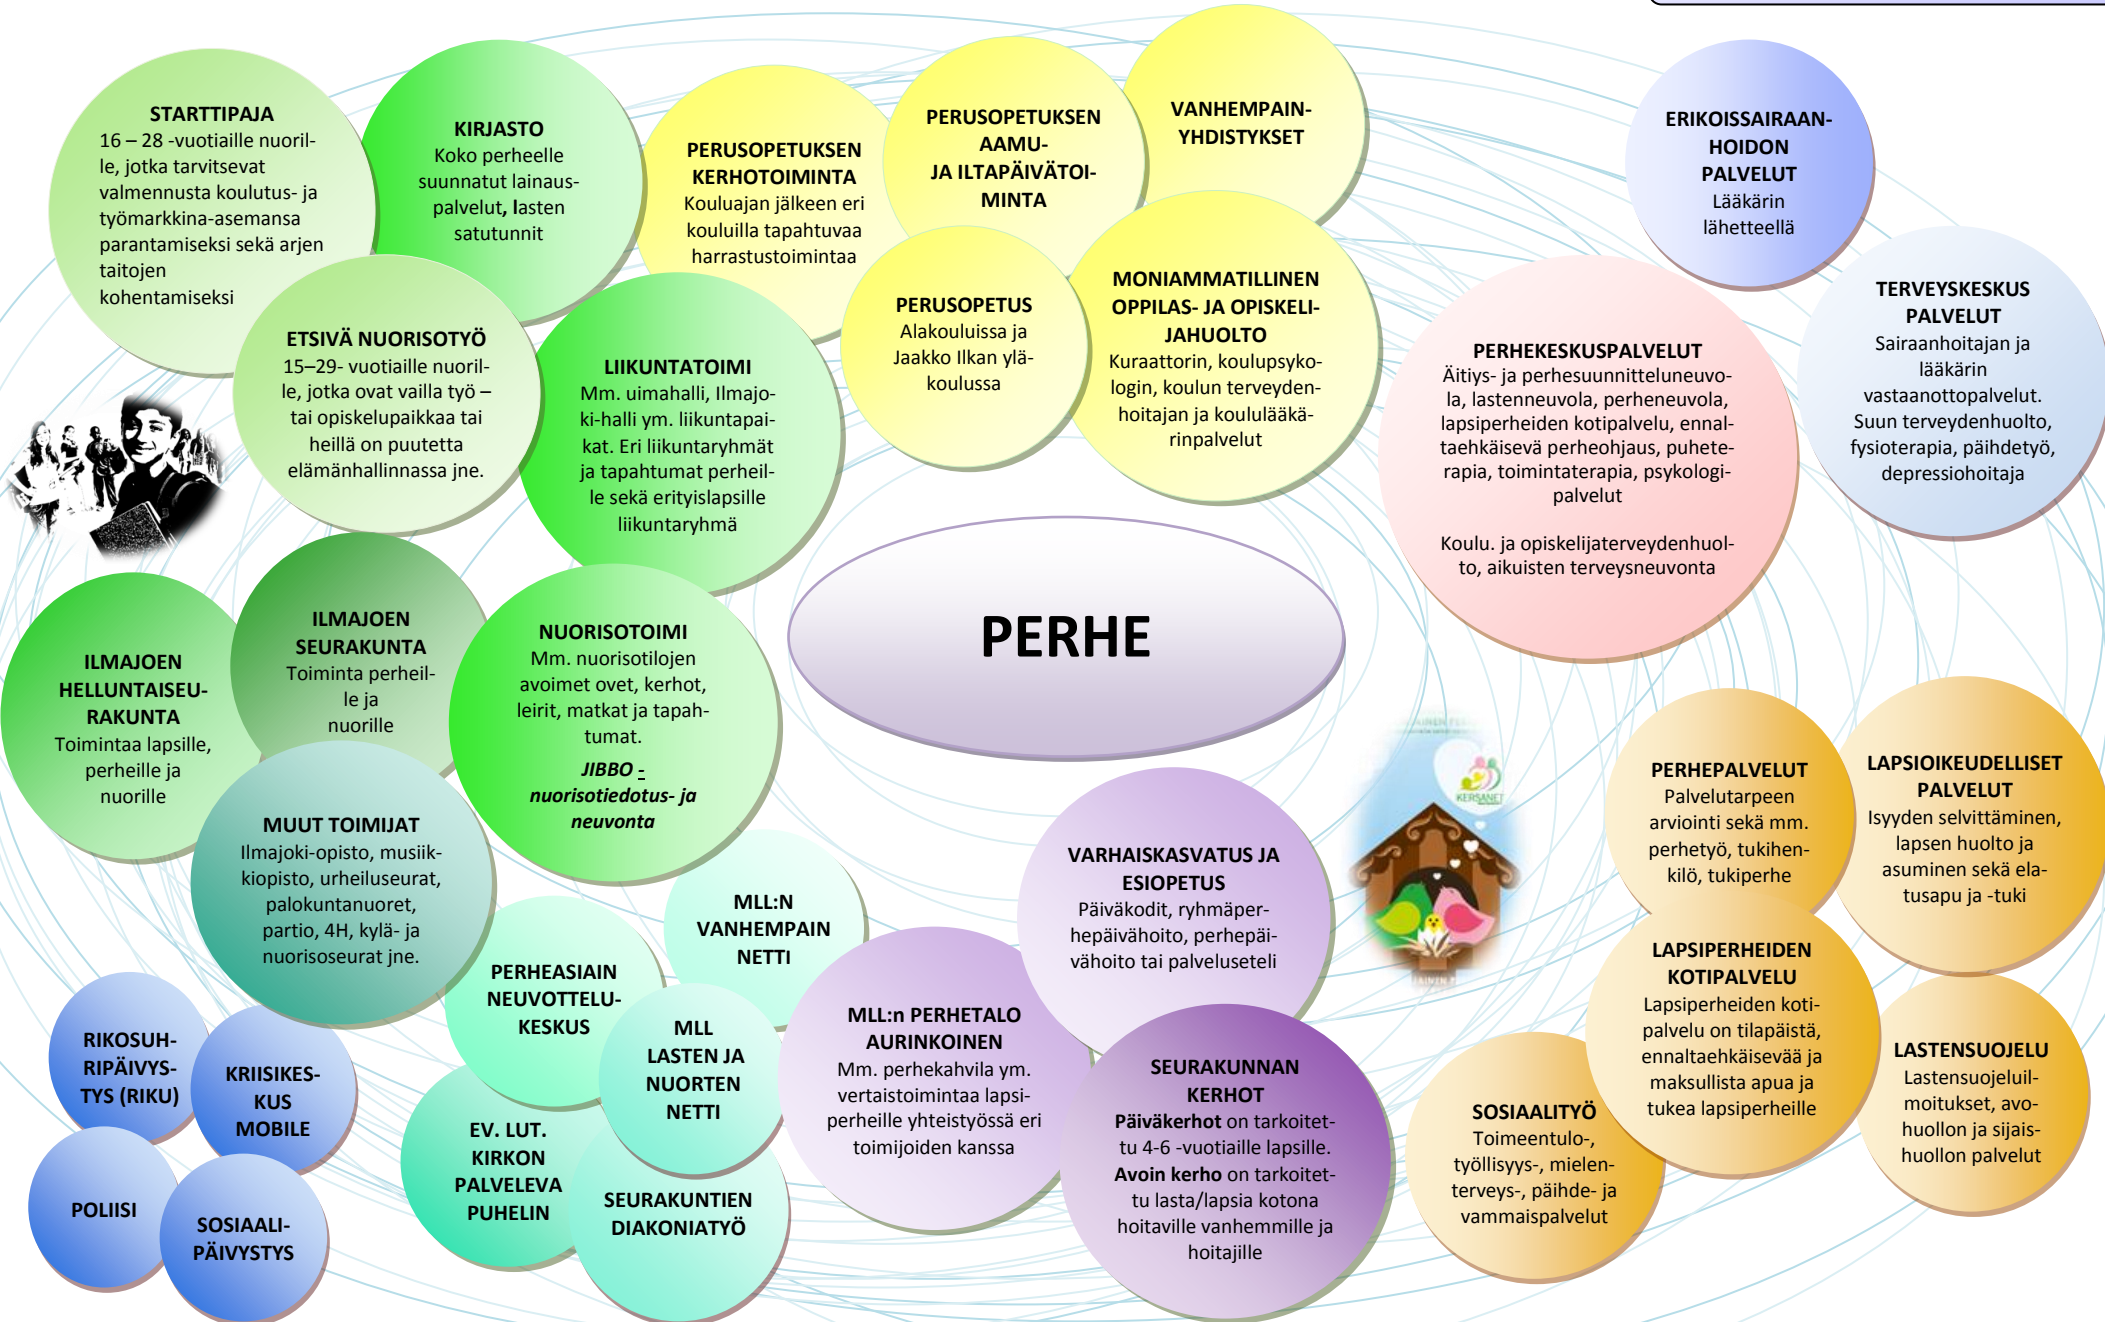 STARTTIPAJA
16 – 28 -vuotiaille nuoril-
le, jotka tarvitsevat
valmennusta koulutus- ja
työmarkkina-asemansa
parantamiseksi sekä arjen
taitojen
kohentamiseksi
KIRJASTO
Koko perheelle
suunnatut lainaus-
palvelut, lasten
satutunnit
PERUSOPETUKSEN
KERHOTOIMINTA
Kouluajan jälkeen eri
kouluilla tapahtuvaa
harrastustoimintaa
PERUSOPETUKSEN
AAMU-
JA ILTAPÄIVÄTOI-
MINTA
VANHEMPAIN-
YHDISTYKSET
ERIKOISSAIRAAN-
HOIDON
PALVELUT
Lääkärin
lähetteellä
ETSIVÄ NUORISOTYÖ
15–29- vuotiaille nuoril-
le, jotka ovat vailla työ –
tai opiskelupaikkaa tai
heillä on puutetta
elämänhallinnassa jne.
LIIKUNTATOIMI
Mm. uimahalli, Ilmajo-
ki-halli ym. liikuntapai-
kat. Eri liikuntaryhmät
ja tapahtumat perheil-
le sekä erityislapsille
liikuntaryhmä
PERUSOPETUS
Alakouluissa ja
Jaakko Ilkan ylä-
koulussa
MONIAMMATILLINEN
OPPILAS- JA OPISKELI-
JAHUOLTO
Kuraattorin, koulupsyko-
login, koulun terveyden-
hoitajan ja koululääkä-
rinpalvelut
PERHEKESKUSPALVELUT
Äitiys- ja perhesuunnitteluneuvo-
la, lastenneuvola, perheneuvola,
lapsiperheiden kotipalvelu, ennal-
taehkäisevä perheohjaus, puhete-
rapia, toimintaterapia, psykologi-
palvelut
Koulu. ja opiskelijaterveydenhuol-
to, aikuisten terveysneuvonta
TERVEYSKESKUS
PALVELUT
Sairaanhoitajan ja
lääkärin
vastaanottopalvelut.
Suun terveydenhuolto,
fysioterapia, päihdetyö,
depressiohoitaja
ILMAJOEN
HELLUNTAISEU-
RAKUNTA
Toimintaa lapsille,
perheille ja
nuorille
ILMAJOEN
SEURAKUNTA
Toiminta perheil-
le ja
nuorille
NUORISOTOIMI
Mm. nuorisotilojen
avoimet ovet, kerhot,
leirit, matkat ja tapah-
tumat.
JIBBO -
nuorisotiedotus- ja
neuvonta
PERHE
MUUT TOIMIJAT
Ilmajoki-opisto, musiik-
kiopisto, urheiluseurat,
palokuntanuoret,
partio, 4H, kylä- ja
nuorisoseurat jne.
MLL:N
VANHEMPAIN
NETTI
VARHAISKASVATUS JA
ESIOPETUS
Päiväkodit, ryhmäper-
hepäivähoito, perhepäi-
vähoito tai palveluseteli
KERSANET
PERHEPALVELUT
Palvelutarpeen
arviointi sekä mm.
perhetyö, tukihen-
kilö, tukiperhe
LAPSIOIKEUDELLISET
PALVELUT
Isyyden selvittäminen,
lapsen huolto ja
asuminen sekä ela-
tusapu ja -tuki
PERHEASIAIN
NEUVOTTELU-
KESKUS
MLL
LASTEN JA
NUORTEN
NETTI
MLL:n PERHETALO
AURINKOINEN
Mm. perhekahvila ym.
vertaistoimintaa lapsi-
perheille yhteistyössä eri
toimijoiden kanssa
LAPSIPERHEIDEN
KOTIPALVELU
Lapsiperheiden koti-
palvelu on tilapäistä,
ennaltaehkäisevää ja
maksullista apua ja
tukea lapsiperheille
RIKOSUH-
RIPÄIVYS-
TYS (RIKU)
KRIISIKES-
KUS
MOBILE
POLIISI
SOSIAALI-
PÄIVYSTYS
EV. LUT.
KIRKON
PALVELEVA
PUHELIN
SEURAKUNTIEN
DIAKONIATYÖ
SEURAKUNNAN
KERHOT
Päiväkerhot on tarkoitet-
tu 4-6 -vuotiaille lapsille.
Avoin kerho on tarkoitet-
tu lasta/lapsia kotona
hoitaville vanhemmille ja
hoitajille
SOSIAALITYÖ
Toimeentulo-,
työllisyys-, mielen-
terveys-, päihde- ja
vammaispalvelut
LASTENSUOJELU
Lastensuojeluil-
moitukset, avo-
huollon ja sijais-
huollon palvelut